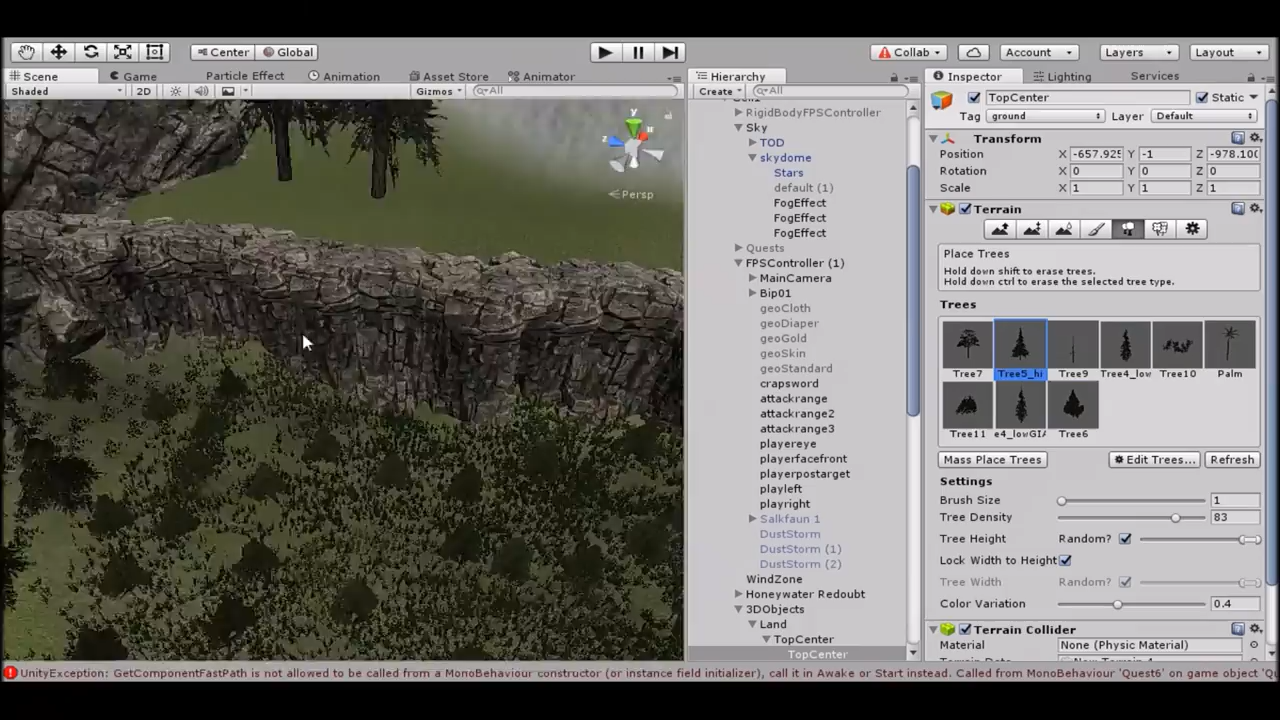 Center Global Collab Account Layers Layout
Scene Game Particle Effect Animation Asset Store Animator Hierarchy Inspector Lighting Services
Shaded 2D Gizmos All
Create All
RigidBodyFPSController
Sky
TOD
skydome
Stars
default (1)
FogEffect
FogEffect
FogEffect
Quests
FPSController (1)
MainCamera
Bip01
geoCloth
geoDiaper
geoGold
geoSkin
geoStandard
crapsword
attackrange
attackrange2
attackrange3
playereye
playerfacefront
playerpostarget
playleft
playright
Salkfaun 1
DustStorm
DustStorm (1)
DustStorm (2)
WindZone
Honeywater Redoubt
3DObjects
Land
TopCenter
TopCenter
y
z
Persp
TopCenter Static
Tag ground Layer Default
Transform
Position X -657.925 Y -1 Z -978.100
Rotation X 0 Y 0 Z 0
Scale X 1 Y 1 Z 1
Terrain
Place Trees
Hold down shift to erase trees.
Hold down ctrl to erase the selected tree type.
Trees
Tree7 Tree5_hi Tree9 Tree4_low Tree10 Palm
Tree11 e4_lowGIA Tree6
Mass Place Trees Edit Trees... Refresh
Settings
Brush Size 1
Tree Density 83
Tree Height Random?
Lock Width to Height
Tree Width Random?
Color Variation 0.4
Terrain Collider
Material None (Physic Material)
UnityException: GetComponentFastPath is not allowed to be called from a MonoBehaviour constructor (or instance field initializer), call it in Awake or Start instead. Called from MonoBehaviour 'Quest6' on game object 'Qu